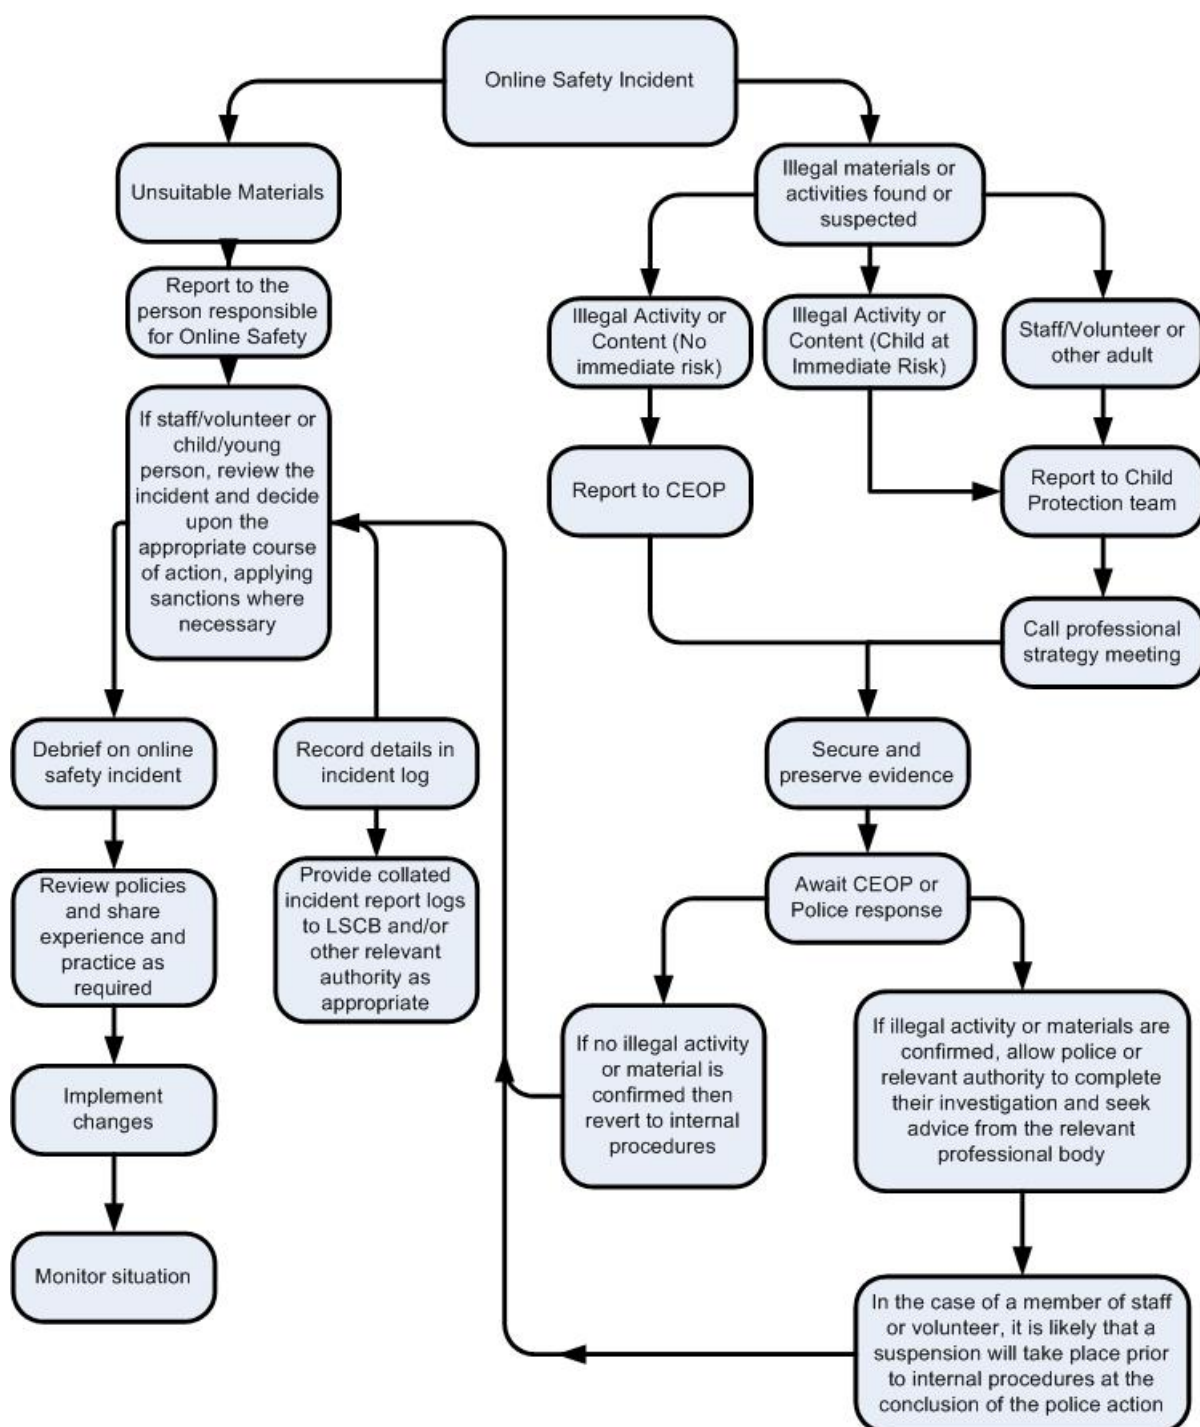 Online Safety Incident
Unsuitable Materials
Report to the
person responsible
for Online Safety
If staff/volunteer or
child/young
person, review the
incident and decide
upon the
appropriate course
of action, applying
sanctions where
necessary
Debrief on online
safety incident
Review policies
and share
experience and
practice as
required
Implement
changes
Monitor situation
Record details in
incident log
Provide collated
incident report logs
to LSCB and/or
other relevant
authority as
appropriate
Illegal materials or
activities found or
suspected
Illegal Activity or
Content (No
immediate risk)
Illegal Activity or
Content (Child at
Immediate Risk)
Staff/Volunteer or
other adult
Report to CEOP
Report to Child
Protection team
Call professional
strategy meeting
Secure and
preserve evidence
Await CEOP or
Police response
If no illegal activity
or material is
confirmed then
revert to internal
procedures
If illegal activity or materials are
confirmed, allow police or
relevant authority to complete
their investigation and seek
advice from the relevant
professional body
In the case of a member of staff
or volunteer, it is likely that a
suspension will take place prior
to internal procedures at the
conclusion of the police action